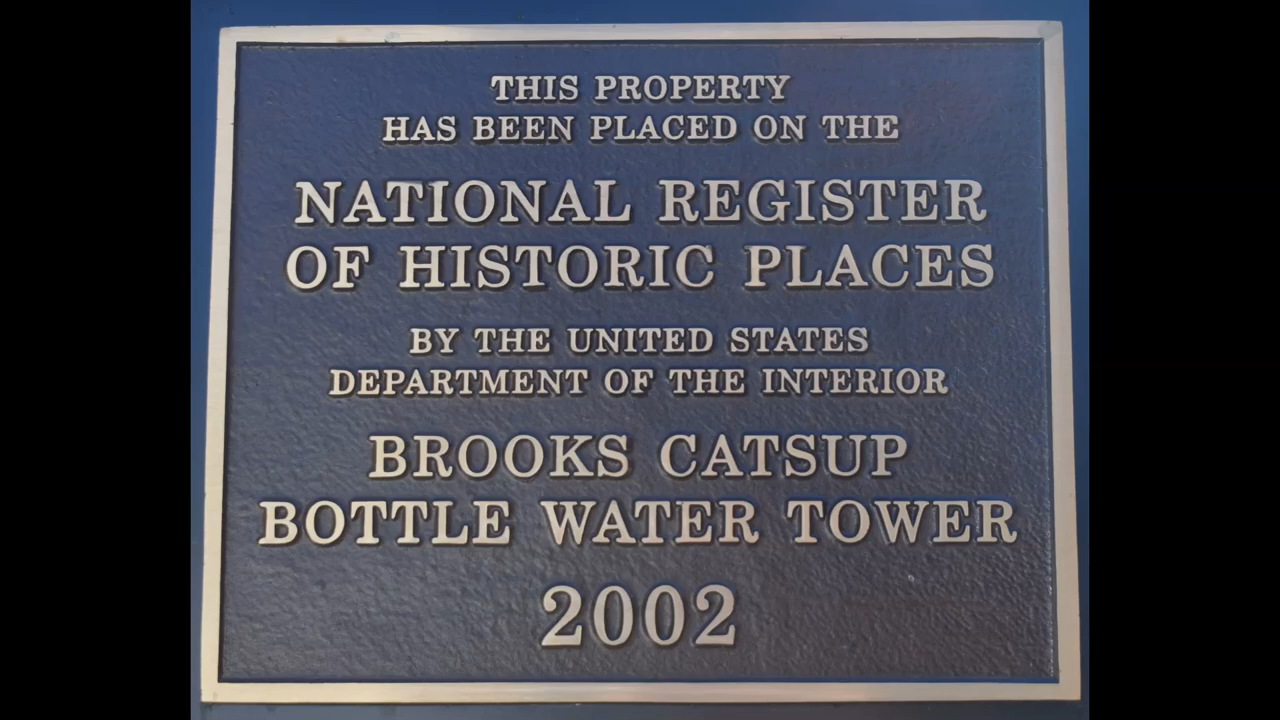 THIS PROPERTY
HAS BEEN PLACED ON THE
NATIONAL REGISTER
OF HISTORIC PLACES
BY THE UNITED STATES
DEPARTMENT OF THE INTERIOR
BROOKS CATSUP
BOTTLE WATER TOWER
2002